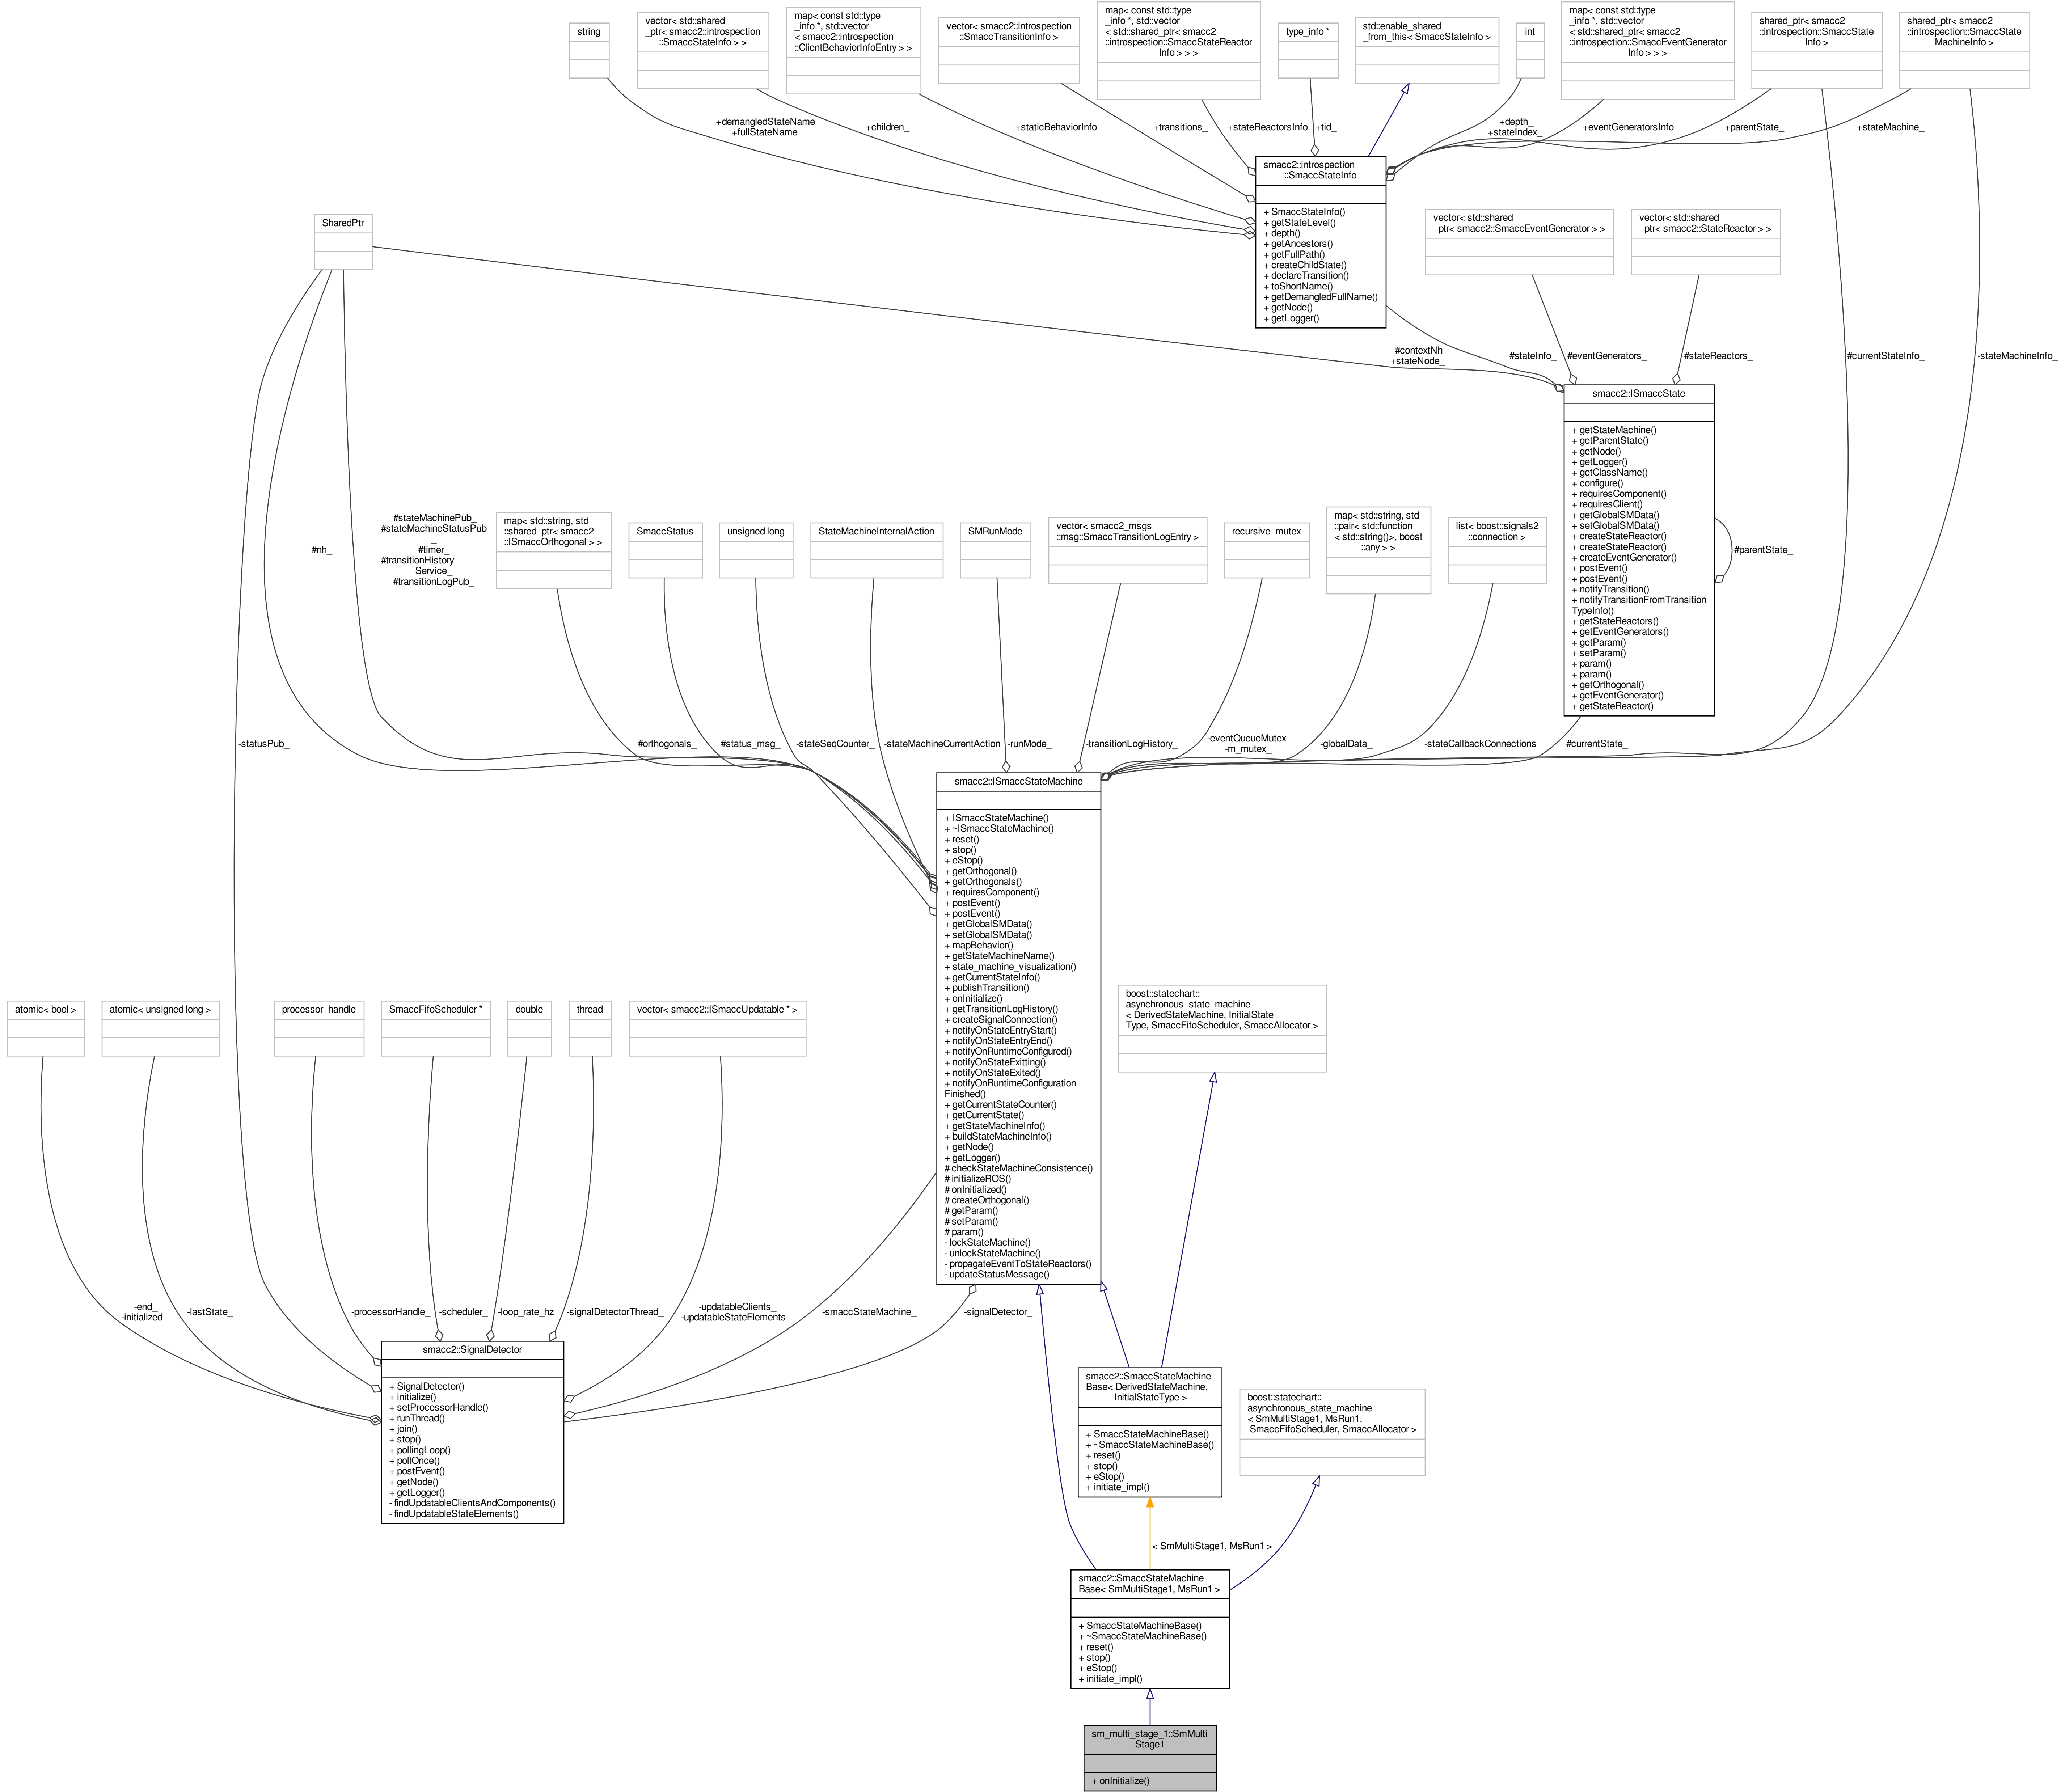 string
vector< std::shared
_ptr< smacc2::introspection
::SmaccStateInfo > >
map< const std::type
_info *, std::vector
< smacc2::introspection
::ClientBehaviorInfoEntry > >
vector< smacc2::introspection
::SmaccTransitionInfo >
map< const std::type
_info *, std::vector
< std::shared_ptr< smacc2
::introspection::SmaccStateReactor
Info > > >
type_info *
std::enable_shared
_from_this< SmaccStateInfo >
int
map< const std::type
_info *, std::vector
< std::shared_ptr< smacc2
::introspection::SmaccEventGenerator
Info > > >
shared_ptr< smacc2
::introspection::SmaccState
Info >
shared_ptr< smacc2
::introspection::SmaccState
MachineInfo >
+demangledStateName
+fullStateName
+children_
+staticBehaviorInfo
+transitions_
+stateReactorsInfo
+tid_
+depth_
+stateIndex_
+eventGeneratorsInfo
+parentState_
+stateMachine_
smacc2::introspection
::SmaccStateInfo
+ SmaccStateInfo()
+ getStateLevel()
+ depth()
+ getAncestors()
+ getFullPath()
+ createChildState()
+ declareTransition()
+ toShortName()
+ getDemangledFullName()
+ getNode()
+ getLogger()
SharedPtr
vector< std::shared
_ptr< smacc2::SmaccEventGenerator > >
vector< std::shared
_ptr< smacc2::StateReactor > >
#contextNh
+stateNode_
#stateInfo_
#eventGenerators_
#stateReactors_
#currentStateInfo_
-stateMachineInfo_
smacc2::ISmaccState
+ getStateMachine()
+ getParentState()
+ getNode()
+ getLogger()
+ getClassName()
+ configure()
+ requiresComponent()
+ requiresClient()
+ getGlobalSMData()
+ setGlobalSMData()
+ createStateReactor()
+ createStateReactor()
+ createEventGenerator()
+ postEvent()
+ postEvent()
+ notifyTransition()
+ notifyTransitionFromTransition
TypeInfo()
+ getStateReactors()
+ getEventGenerators()
+ getParam()
+ setParam()
+ param()
+ param()
+ getOrthogonal()
+ getEventGenerator()
+ getStateReactor()
#parentState_
#nh_
#stateMachinePub_
#stateMachineStatusPub
_
#timer_
#transitionHistory
Service_
#transitionLogPub_
map< std::string, std
::shared_ptr< smacc2
::ISmaccOrthogonal > >
SmaccStatus
unsigned long
StateMachineInternalAction
SMRunMode
vector< smacc2_msgs
::msg::SmaccTransitionLogEntry >
recursive_mutex
map< std::string, std
::pair< std::function
< std::string()>, boost
::any > >
list< boost::signals2
::connection >
-statusPub_
#orthogonals_
#status_msg_
-stateSeqCounter_
-stateMachineCurrentAction
-runMode_
-transitionLogHistory_
-eventQueueMutex_
-m_mutex_
-globalData_
-stateCallbackConnections
#currentState_
smacc2::ISmaccStateMachine
+ ISmaccStateMachine()
+ ~ISmaccStateMachine()
+ reset()
+ stop()
+ eStop()
+ getOrthogonal()
+ getOrthogonals()
+ requiresComponent()
+ postEvent()
+ postEvent()
+ getGlobalSMData()
+ setGlobalSMData()
+ mapBehavior()
+ getStateMachineName()
+ state_machine_visualization()
+ getCurrentStateInfo()
+ publishTransition()
+ onInitialize()
+ getTransitionLogHistory()
+ createSignalConnection()
+ notifyOnStateEntryStart()
+ notifyOnStateEntryEnd()
+ notifyOnRuntimeConfigured()
+ notifyOnStateExitting()
+ notifyOnStateExited()
+ notifyOnRuntimeConfiguration
Finished()
+ getCurrentStateCounter()
+ getCurrentState()
+ getStateMachineInfo()
+ buildStateMachineInfo()
+ getNode()
+ getLogger()
# checkStateMachineConsistence()
# initializeROS()
# onInitialized()
# createOrthogonal()
# getParam()
# setParam()
# param()
- lockStateMachine()
- unlockStateMachine()
- propagateEventToStateReactors()
- updateStatusMessage()
atomic< bool >
atomic< unsigned long >
processor_handle
SmaccFifoScheduler *
double
thread
vector< smacc2::ISmaccUpdatable * >
boost::statechart::
asynchronous_state_machine
< DerivedStateMachine, InitialState
Type, SmaccFifoScheduler, SmaccAllocator >
-end_
-initialized_
-lastState_
-processorHandle_
-scheduler_
-loop_rate_hz
-signalDetectorThread_
-updatableClients_
-updatableStateElements_
-smaccStateMachine_
-signalDetector_
smacc2::SignalDetector
+ SignalDetector()
+ initialize()
+ setProcessorHandle()
+ runThread()
+ join()
+ stop()
+ pollingLoop()
+ pollOnce()
+ postEvent()
+ getNode()
+ getLogger()
- findUpdatableClientsAndComponents()
- findUpdatableStateElements()
smacc2::SmaccStateMachine
Base< DerivedStateMachine,
InitialStateType >
+ SmaccStateMachineBase()
+ ~SmaccStateMachineBase()
+ reset()
+ stop()
+ eStop()
+ initiate_impl()
boost::statechart::
asynchronous_state_machine
< SmMultiStage1, MsRun1,
SmaccFifoScheduler, SmaccAllocator >
< SmMultiStage1, MsRun1 >
smacc2::SmaccStateMachine
Base< SmMultiStage1, MsRun1 >
+ SmaccStateMachineBase()
+ ~SmaccStateMachineBase()
+ reset()
+ stop()
+ eStop()
+ initiate_impl()
sm_multi_stage_1::SmMulti
Stage1
+ onInitialize()